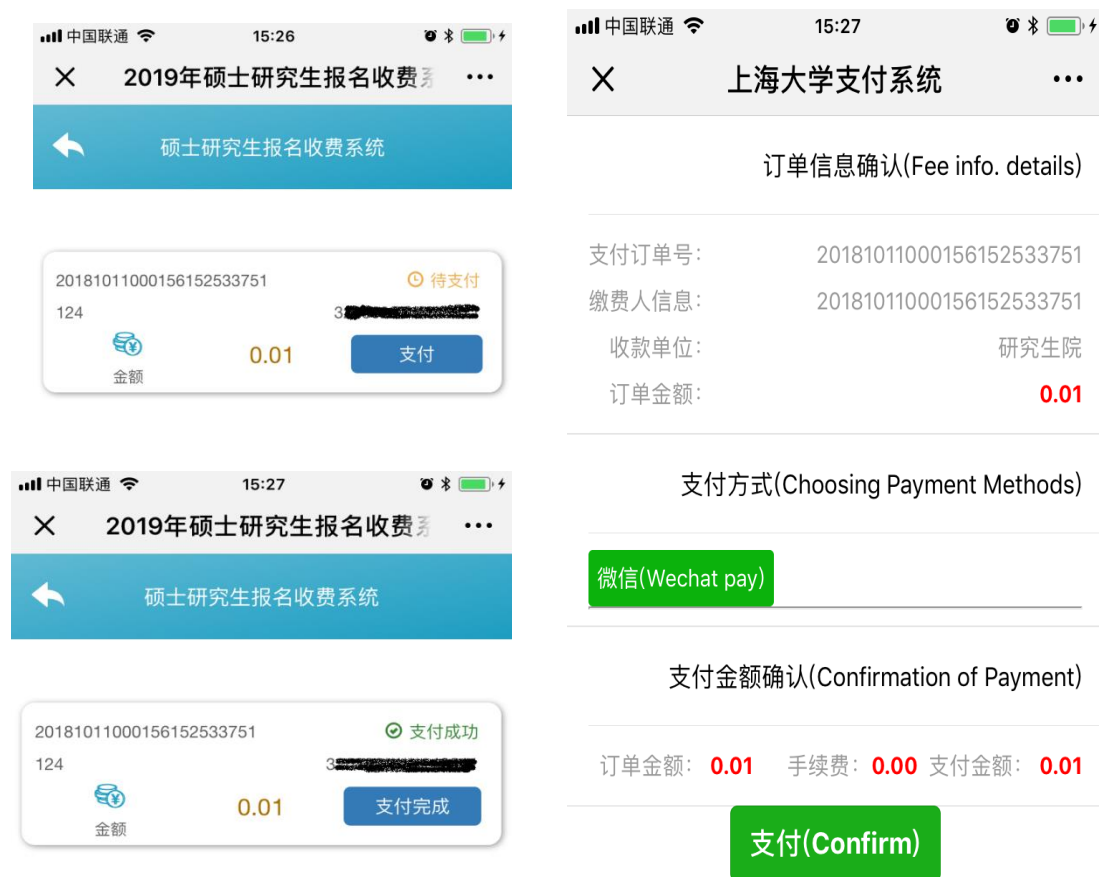 中国联通 15:26
2019年硕士研究生报名收费
硕士研究生报名收费系统
20181011000156152533751 待支付
124 3
0.01 支付
金额
中国联通 15:27
2019年硕士研究生报名收费
硕士研究生报名收费系统
20181011000156152533751 支付成功
124 3
0.01 支付完成
金额
中国联通 15:27
上海大学支付系统
订单信息确认(Fee info. details)
支付订单号： 20181011000156152533751
缴费人信息： 20181011000156152533751
收款单位： 研究生院
订单金额： 0.01
支付方式(Choosing Payment Methods)
微信(Wechat pay)
支付金额确认(Confirmation of Payment)
订单金额： 0.01 手续费： 0.00 支付金额： 0.01
支付(Confirm)